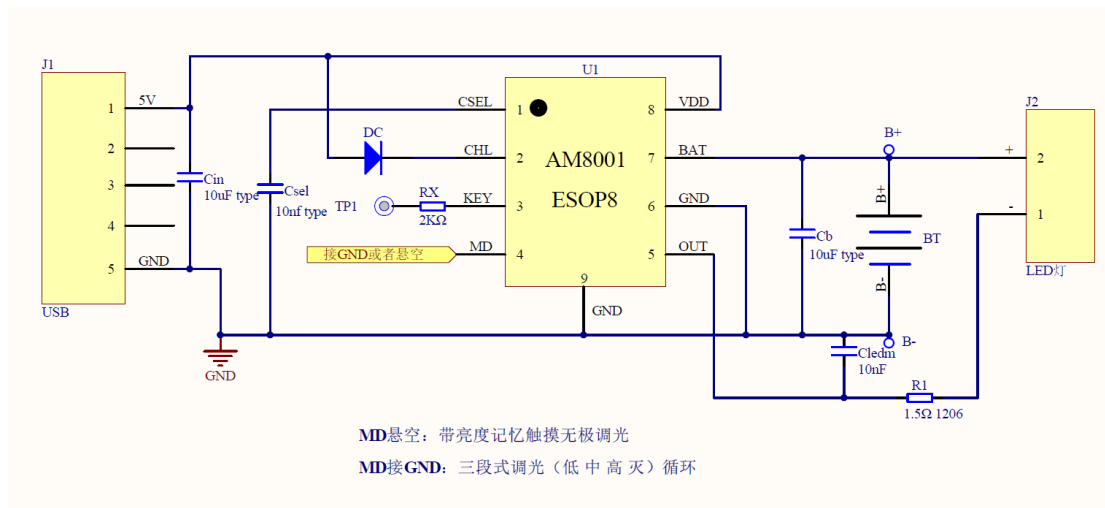 J1
U1
J2
1
5V
2
3
4
5
GND
USB
Cin
10uF type
Csel
10nf type
DC
TP1
RX
2KΩ
接GND或者悬空
CSEL
CHL
KEY
MD
1
2
3
4
AM8001
ESOP8
8
7
6
5
9
GND
VDD
BAT
GND
OUT
B+
B+
BT
B-
B-
Cb
10uF type
Cledm
10nF
R1
1.5Ω 1206
+
2
-
1
LED灯
GND
MD悬空：带亮度记忆触摸无极调光
MD接GND：三段式调光（低 中 高 灭）循环